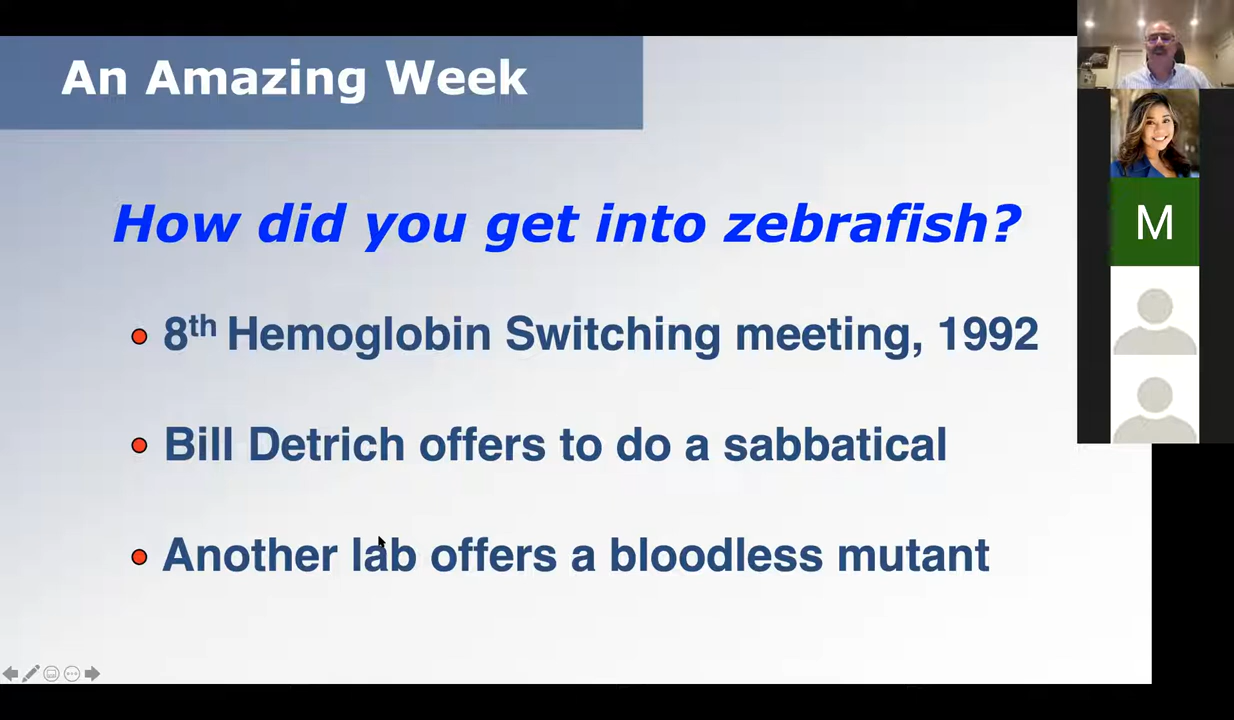 An Amazing Week
How did you get into zebrafish?
8th Hemoglobin Switching meeting, 1992
Bill Detrich offers to do a sabbatical
Another lab offers a bloodless mutant
M